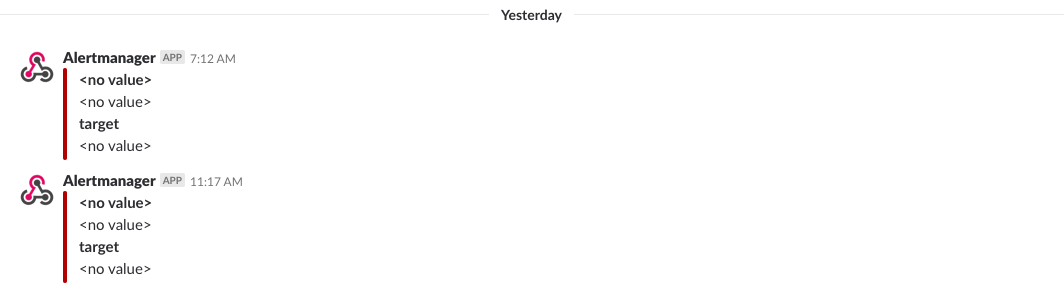 Yesterday
Alertmanager APP 7:12 AM
<no value>
<no value>
target
<no value>
Alertmanager APP 11:17 AM
<no value>
<no value>
target
<no value>